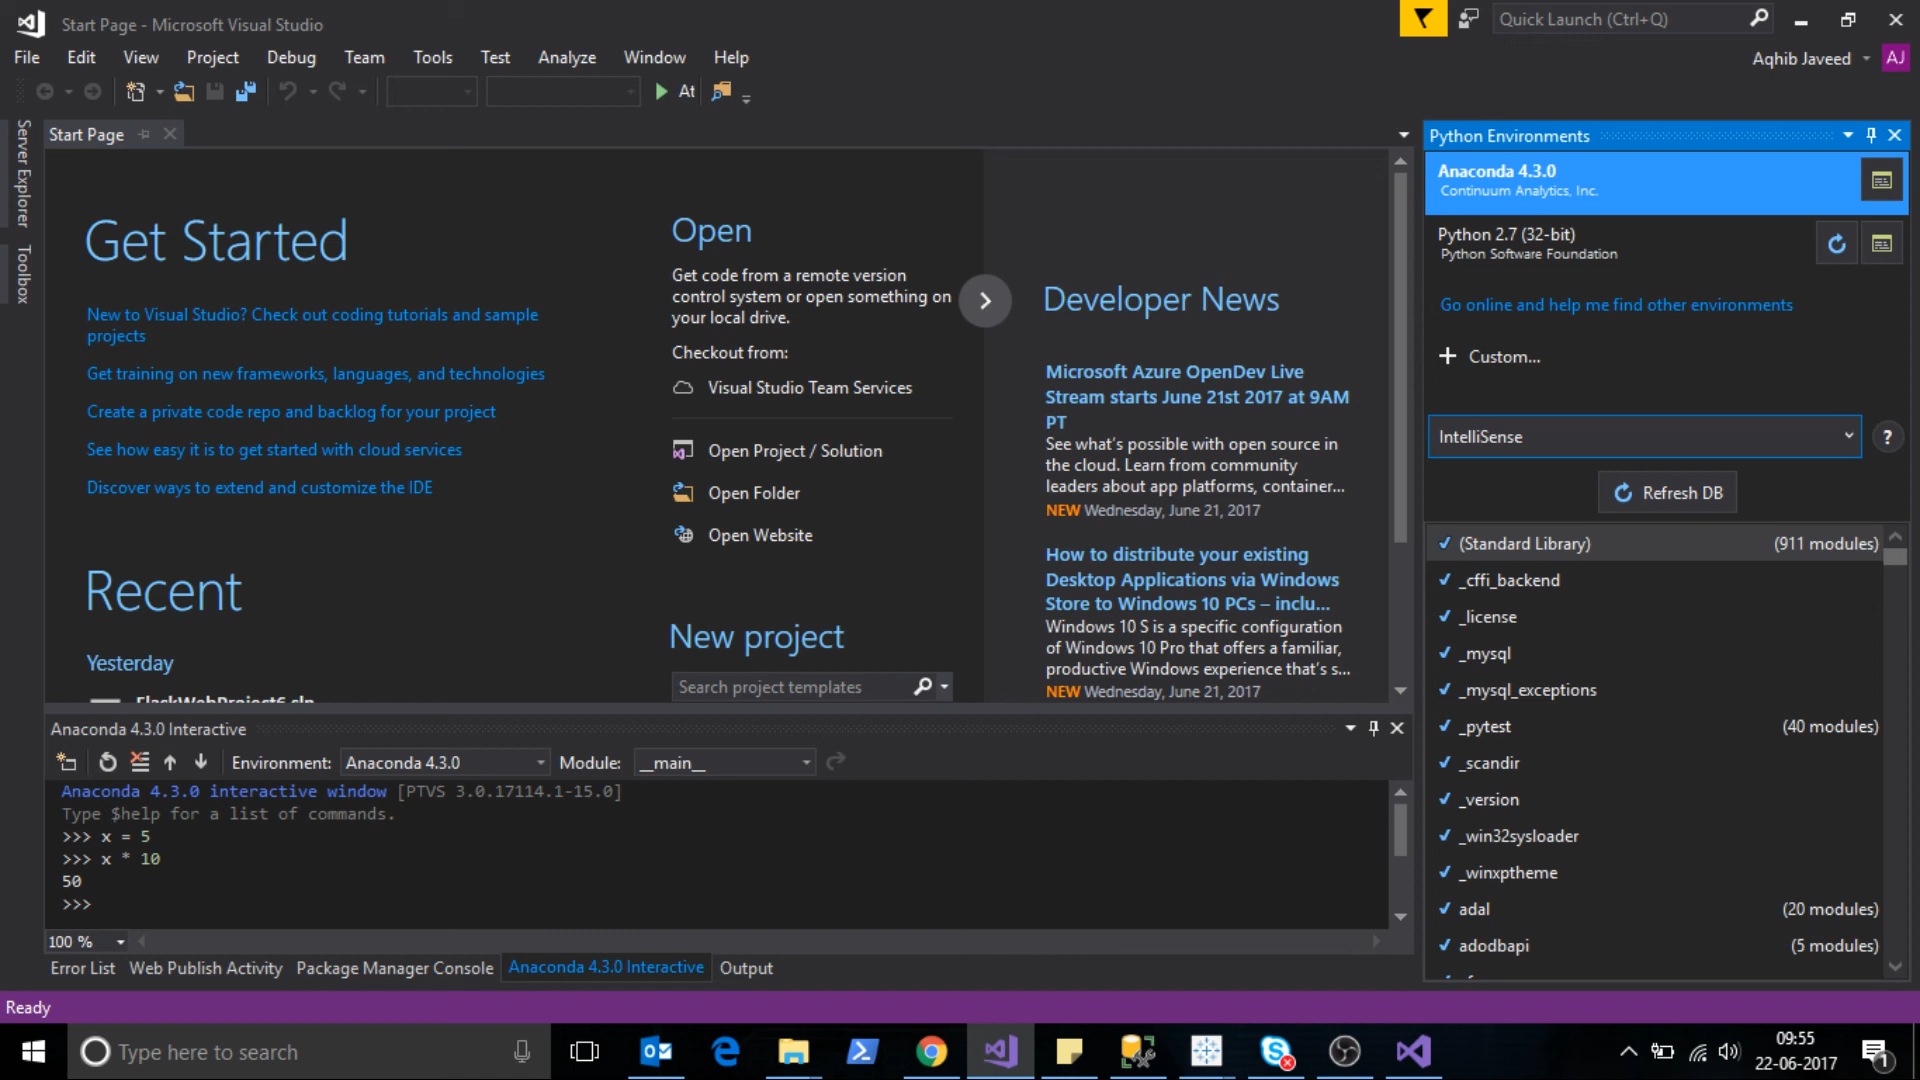 Start Page - Microsoft Visual Studio
Quick Launch (Ctrl+Q)
File Edit View Project Debug Team Tools Test Analyze Window Help
Aqhib Javeed AJ
At
Server Explorer
Toolbox
Start Page
Get Started
New to Visual Studio? Check out coding tutorials and sample
projects
Get training on new frameworks, languages, and technologies
Create a private code repo and backlog for your project
See how easy it is to get started with cloud services
Discover ways to extend and customize the IDE
Recent
Yesterday
FlaskWebProject6.sln
Open
Get code from a remote version
control system or open something on
your local drive.
Checkout from:
Visual Studio Team Services
Open Project / Solution
Open Folder
Open Website
New project
Search project templates
Developer News
Microsoft Azure OpenDev Live
Stream starts June 21st 2017 at 9AM
PT
See what's possible with open source in
the cloud. Learn from community
leaders about app platforms, container...
NEW Wednesday, June 21, 2017
How to distribute your existing
Desktop Applications via Windows
Store to Windows 10 PCs – inclu...
Windows 10 S is a specific configuration
of Windows 10 Pro that offers a familiar,
productive Windows experience that's s...
NEW Wednesday, June 21, 2017
Python Environments
Anaconda 4.3.0
Continuum Analytics, Inc.
Python 2.7 (32-bit)
Python Software Foundation
Go online and help me find other environments
Custom...
IntelliSense
?
Refresh DB
(Standard Library) (911 modules)
_cffi_backend
_license
_mysql
_mysql_exceptions
_pytest (40 modules)
_scandir
_version
_win32sysloader
_winxptheme
adal (20 modules)
adodbapi (5 modules)
Anaconda 4.3.0 Interactive
Environment: Anaconda 4.3.0 Module: __main__
Anaconda 4.3.0 interactive window [PTVS 3.0.17114.1-15.0]
Type $help for a list of commands.
>>> x = 5
>>> x * 10
50
>>>
100 %
Error List Web Publish Activity Package Manager Console Anaconda 4.3.0 Interactive Output
Ready
Type here to search
09:55
22-06-2017
1